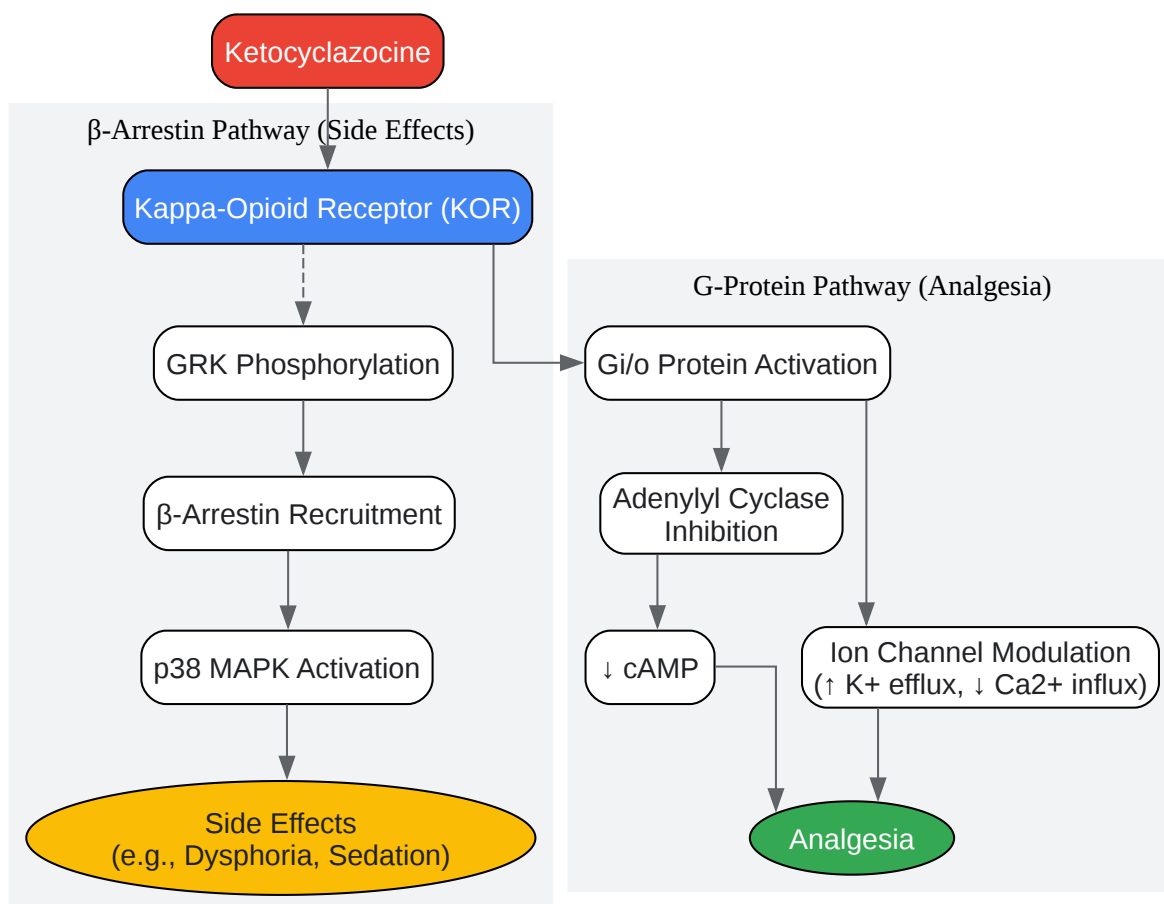 Ketocyclazocine
β-Arrestin Pathway (Side Effects)
Kappa-Opioid Receptor (KOR)
G-Protein Pathway (Analgesia)
GRK Phosphorylation
Gi/o Protein Activation
β-Arrestin Recruitment
Adenylyl Cyclase
Inhibition
p38 MAPK Activation
↓ cAMP
Ion Channel Modulation
(↑ K+ efflux, ↓ Ca2+ influx)
Side Effects
(e.g., Dysphoria, Sedation)
Analgesia